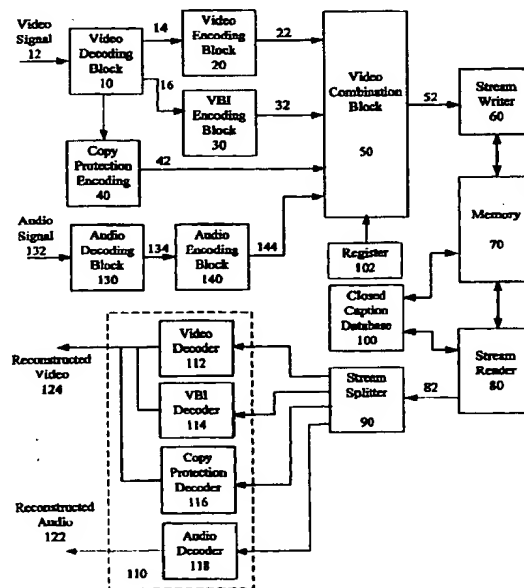 Video
Signal
12
Video
Decoding
Block
10
14
16
Video
Encoding
Block
20
22
VBI
Encoding
Block
30
32
Copy
Protection
Encoding
40
42
Video
Combination
Block
50
52
Stream
Writer
60
Audio
Signal
132
Audio
Decoding
Block
130
134
Audio
Encoding
Block
140
144
Register
102
Memory
70
Closed
Caption
Database
100
Stream
Reader
80
82
Stream
Splitter
90
Video
Decoder
112
VBI
Decoder
114
Copy
Protection
Decoder
116
Audio
Decoder
118
110
Reconstructed
Video
124
Reconstructed
Audio
122